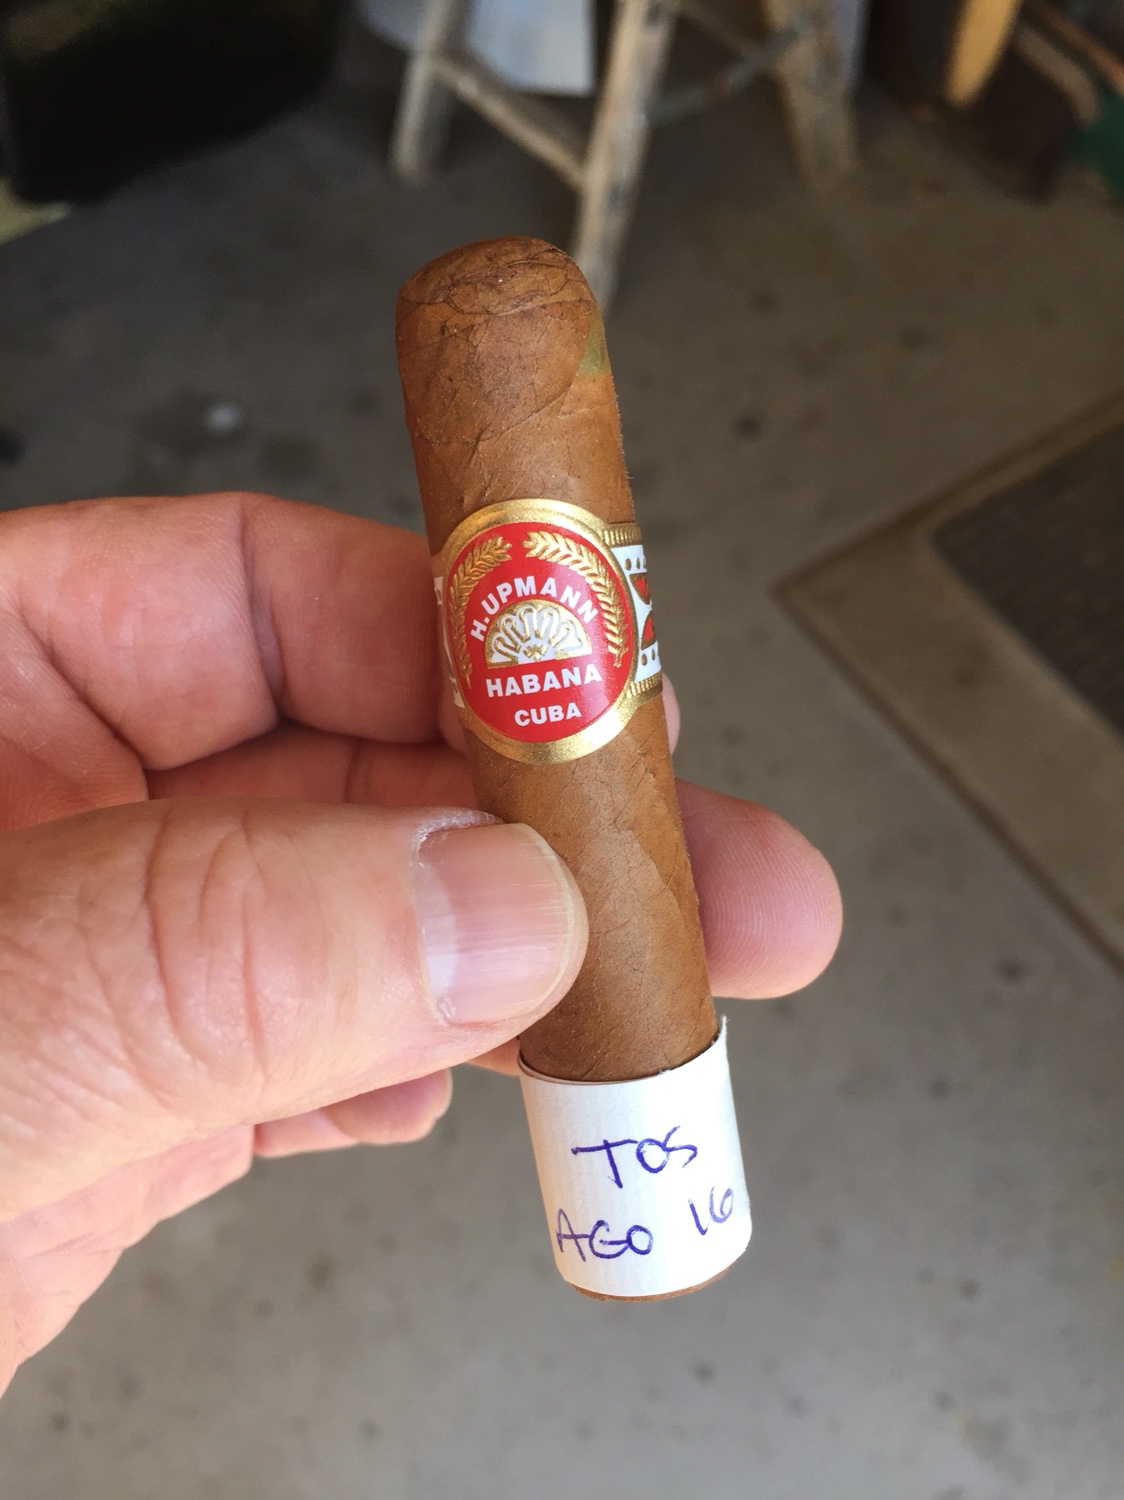 H. UPMANN
HABANA
CUBA
TOS
AGO 16